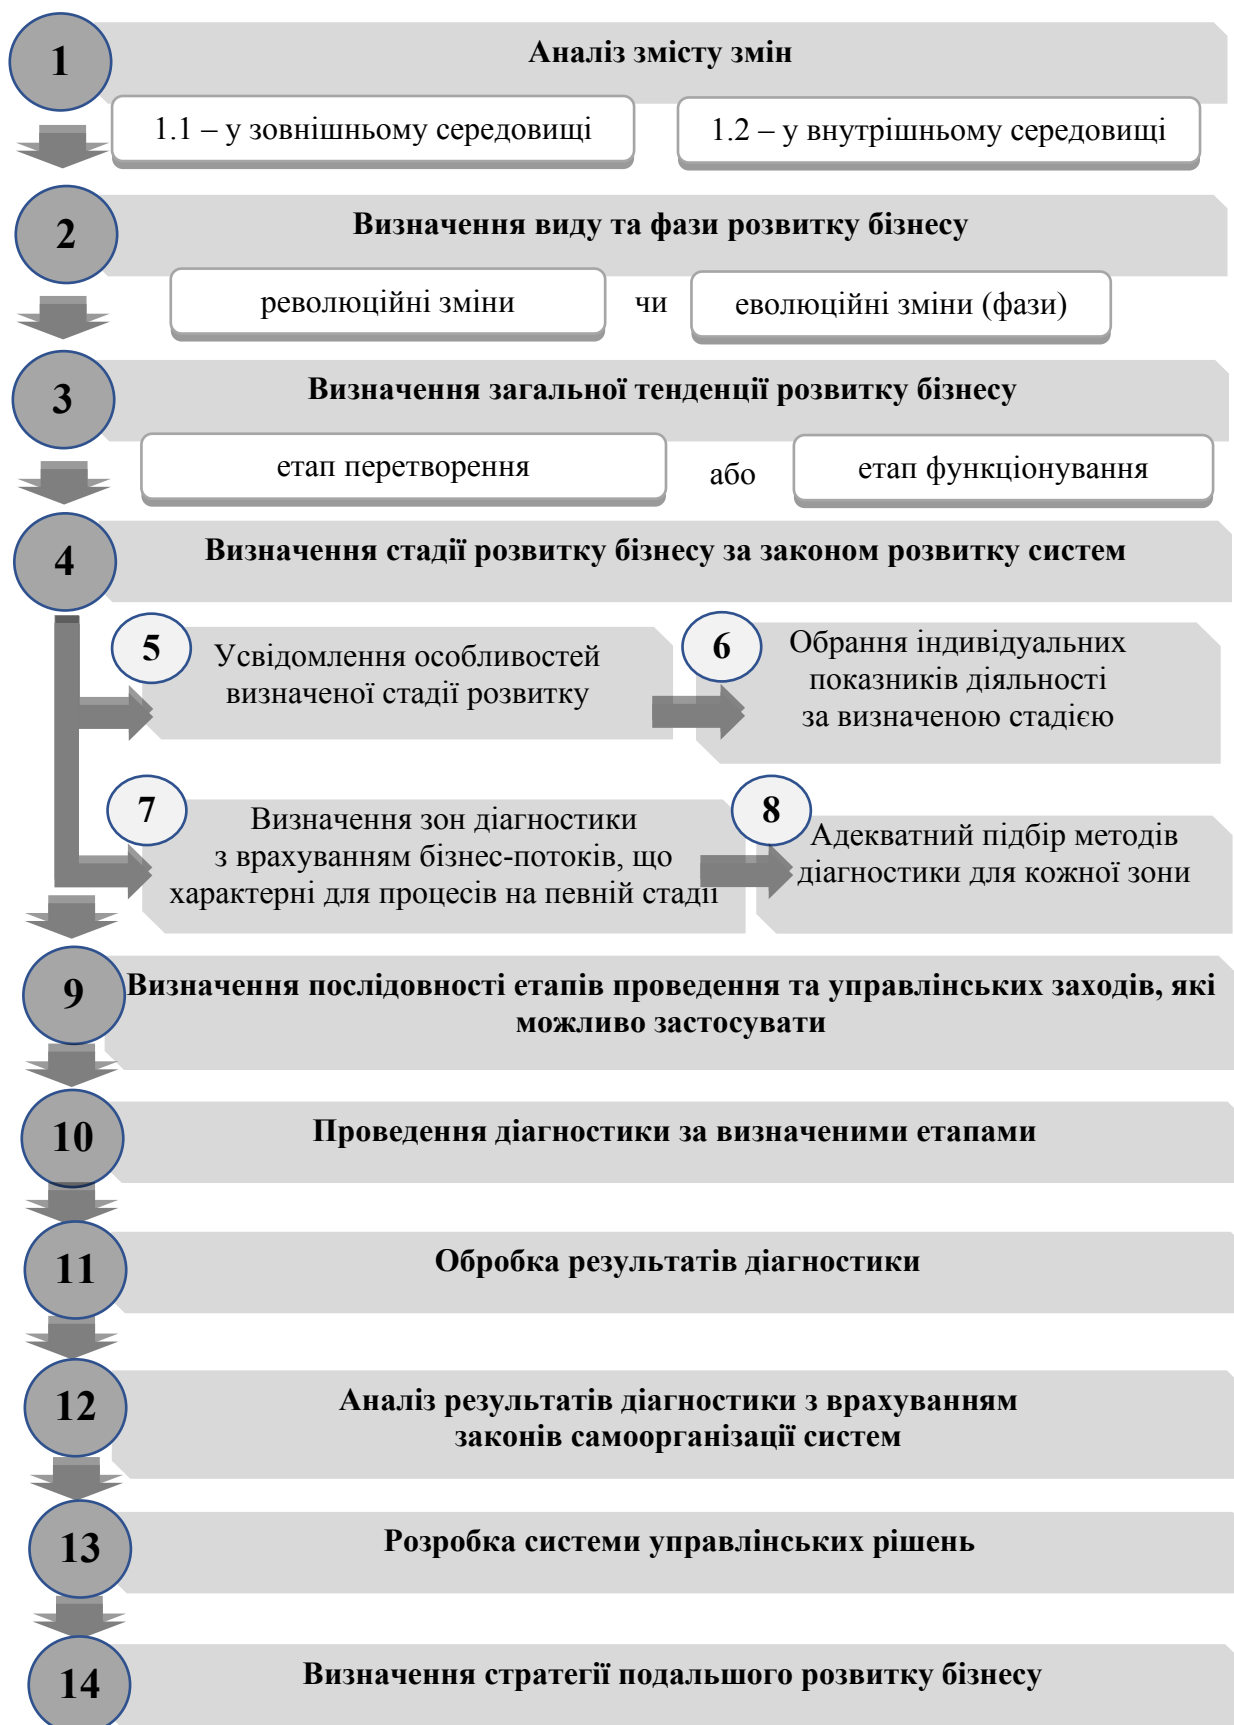 1
Аналіз змісту змін
1.1 – у зовнішньому середовищі
1.2 – у внутрішньому середовищі
2
Визначення виду та фази розвитку бізнесу
революційні зміни
чи
еволюційні зміни (фази)
3
Визначення загальної тенденції розвитку бізнесу
етап перетворення
або
етап функціонування
4
Визначення стадії розвитку бізнесу за законом розвитку систем
5
Усвідомлення особливостей
визначеної стадії розвитку
6
Обрання індивідуальних
показників діяльності
за визначеною стадією
7
Визначення зон діагностики
з врахуванням бізнес-потоків, що
характерні для процесів на певній стадії
8
Адекватний підбір методів
діагностики для кожної зони
9
Визначення послідовності етапів проведення та управлінських заходів, які
можливо застосувати
10
Проведення діагностики за визначеними етапами
11
Обробка результатів діагностики
12
Аналіз результатів діагностики з врахуванням
законів самоорганізації систем
13
Розробка системи управлінських рішень
14
Визначення стратегії подальшого розвитку бізнесу